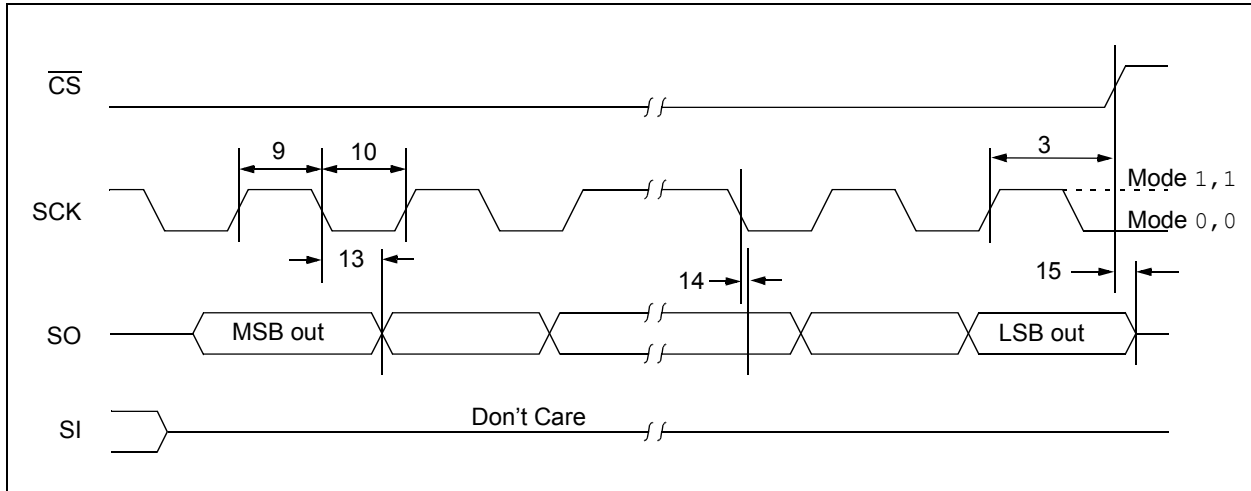 CS
9
10
3
SCK
Mode 1,1
Mode 0,0
13
14
15
SO
MSB out
LSB out
SI
Don't Care